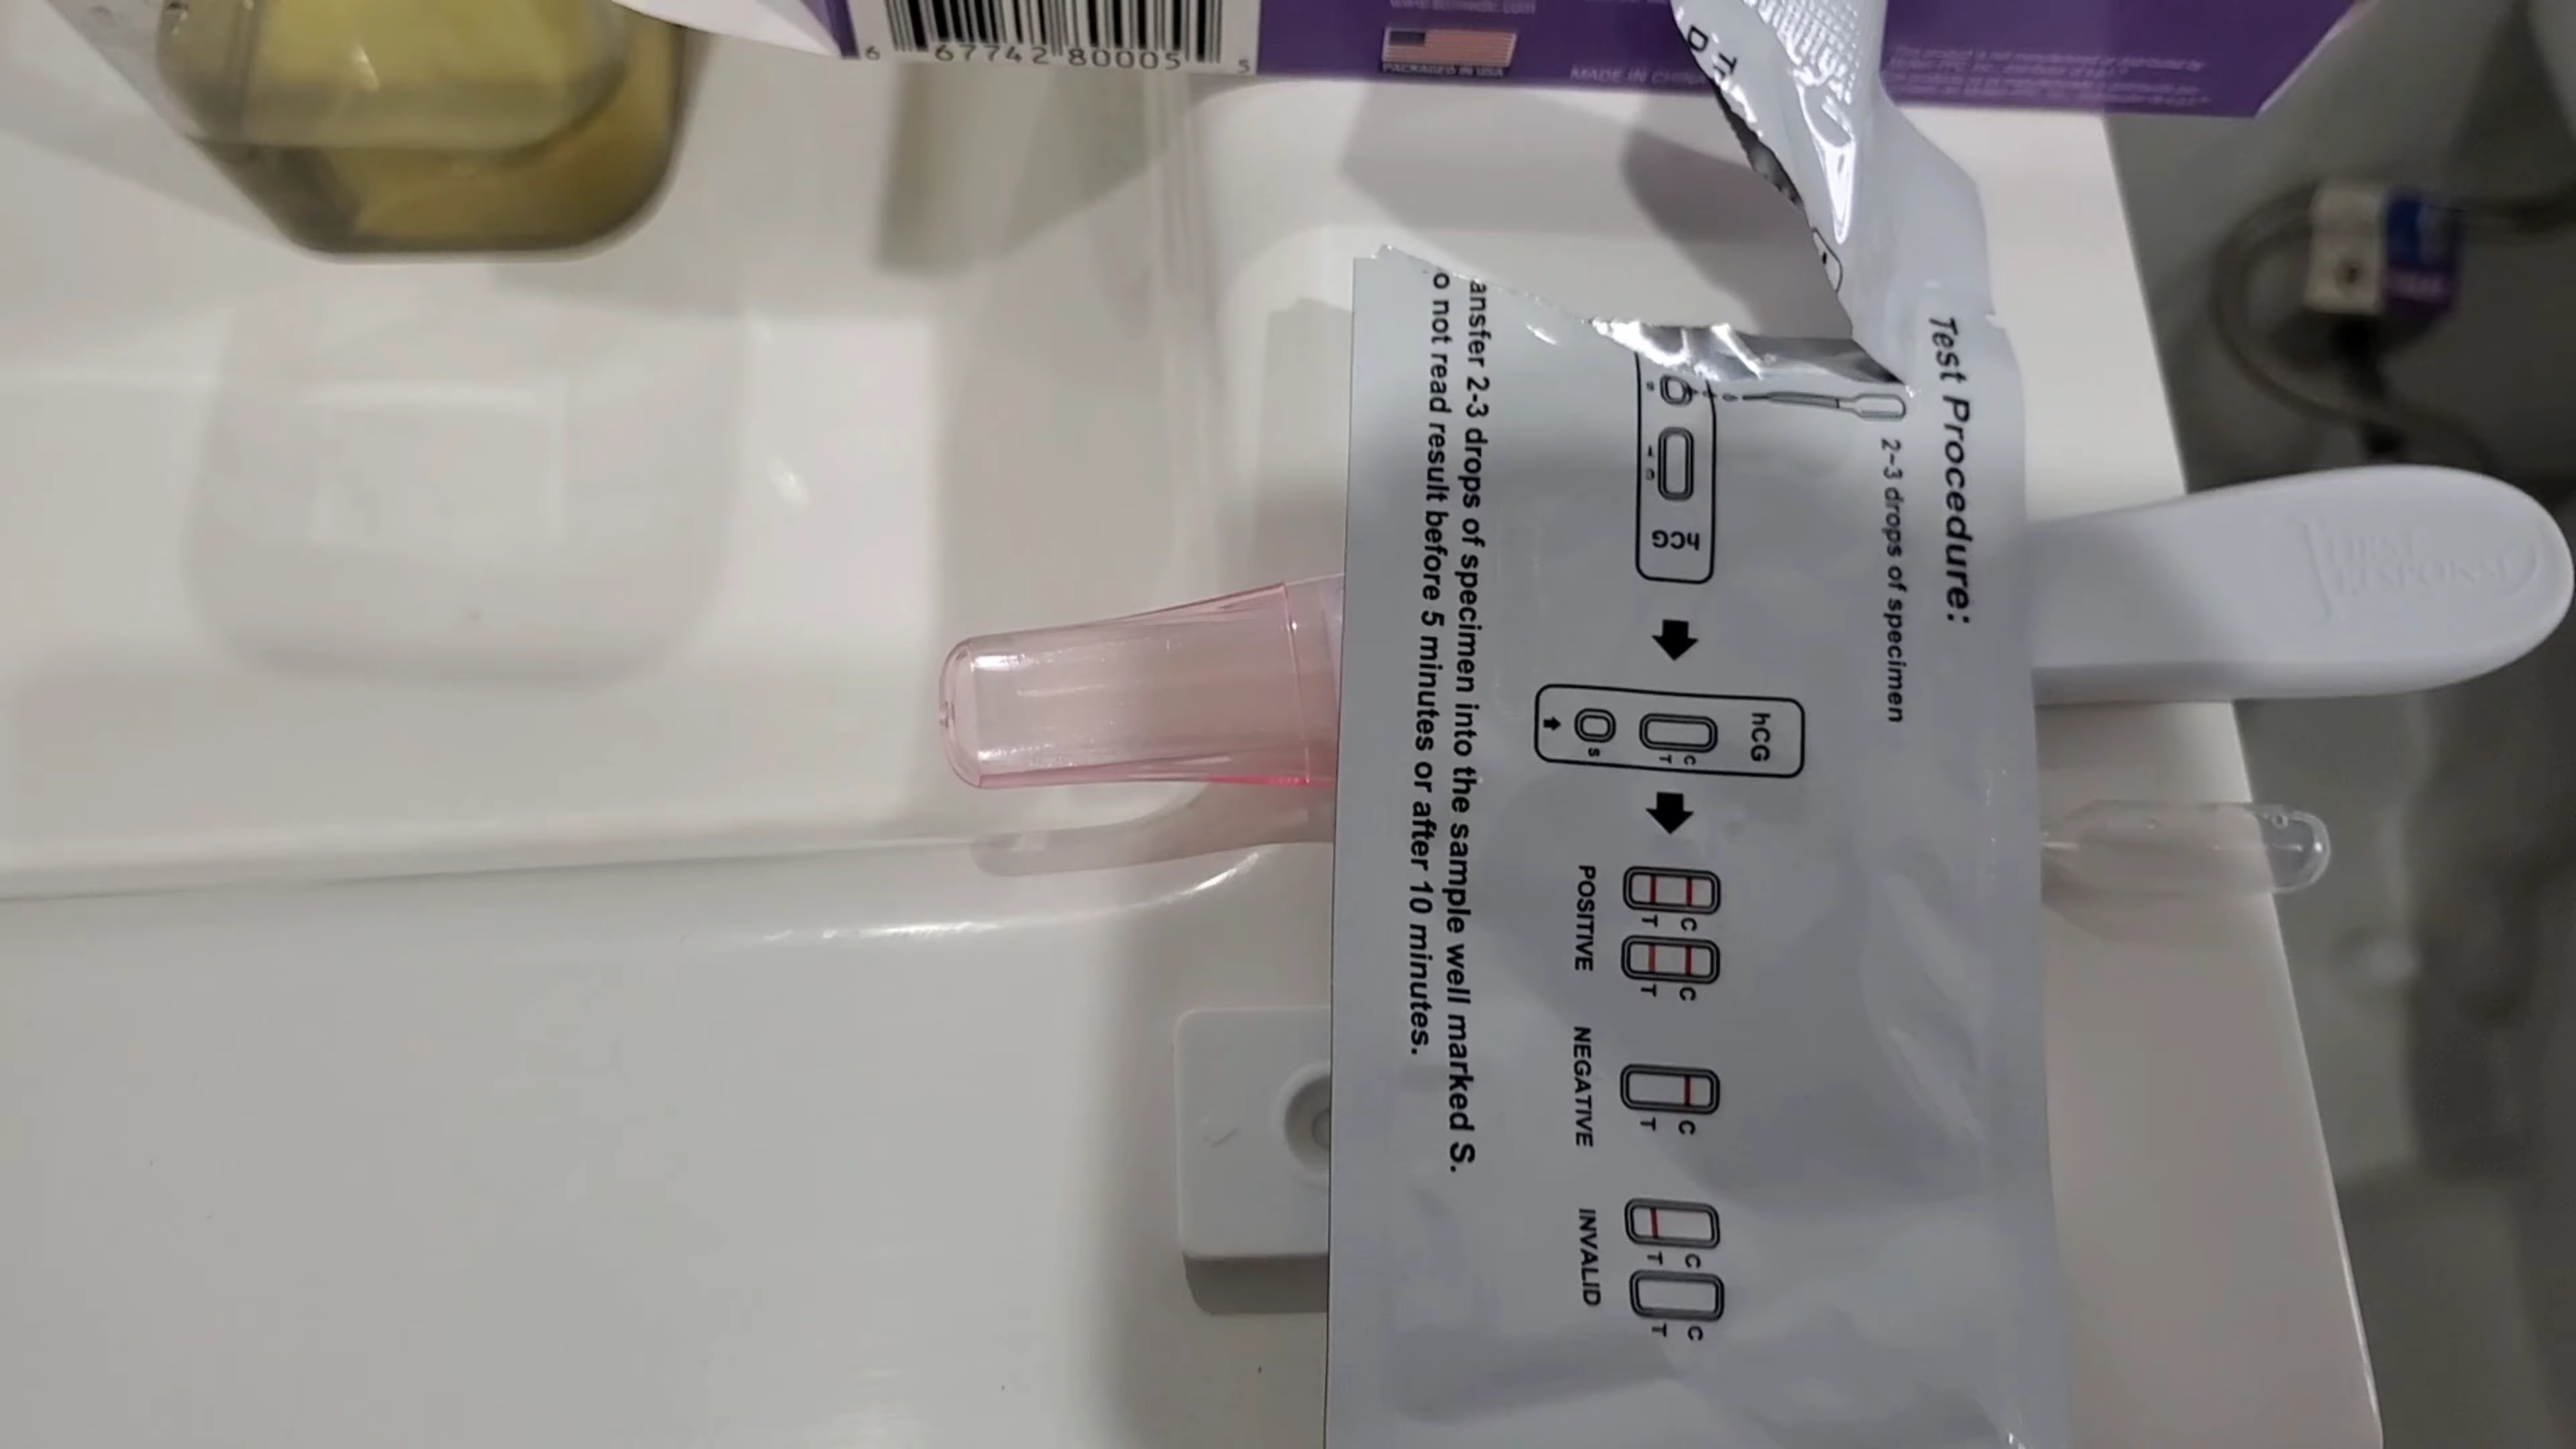 6 67742 80005 5
PACKAGED IN USA
MADE IN CHINA
Test Procedure:
2~3 drops of specimen
hCG
C
T
S
C
T
C
T
POSITIVE
C
T
NEGATIVE
C
T
C
T
INVALID
ansfer 2-3 drops of specimen into the sample well marked S.
o not read result before 5 minutes or after 10 minutes.
FIRST
RESPONSE